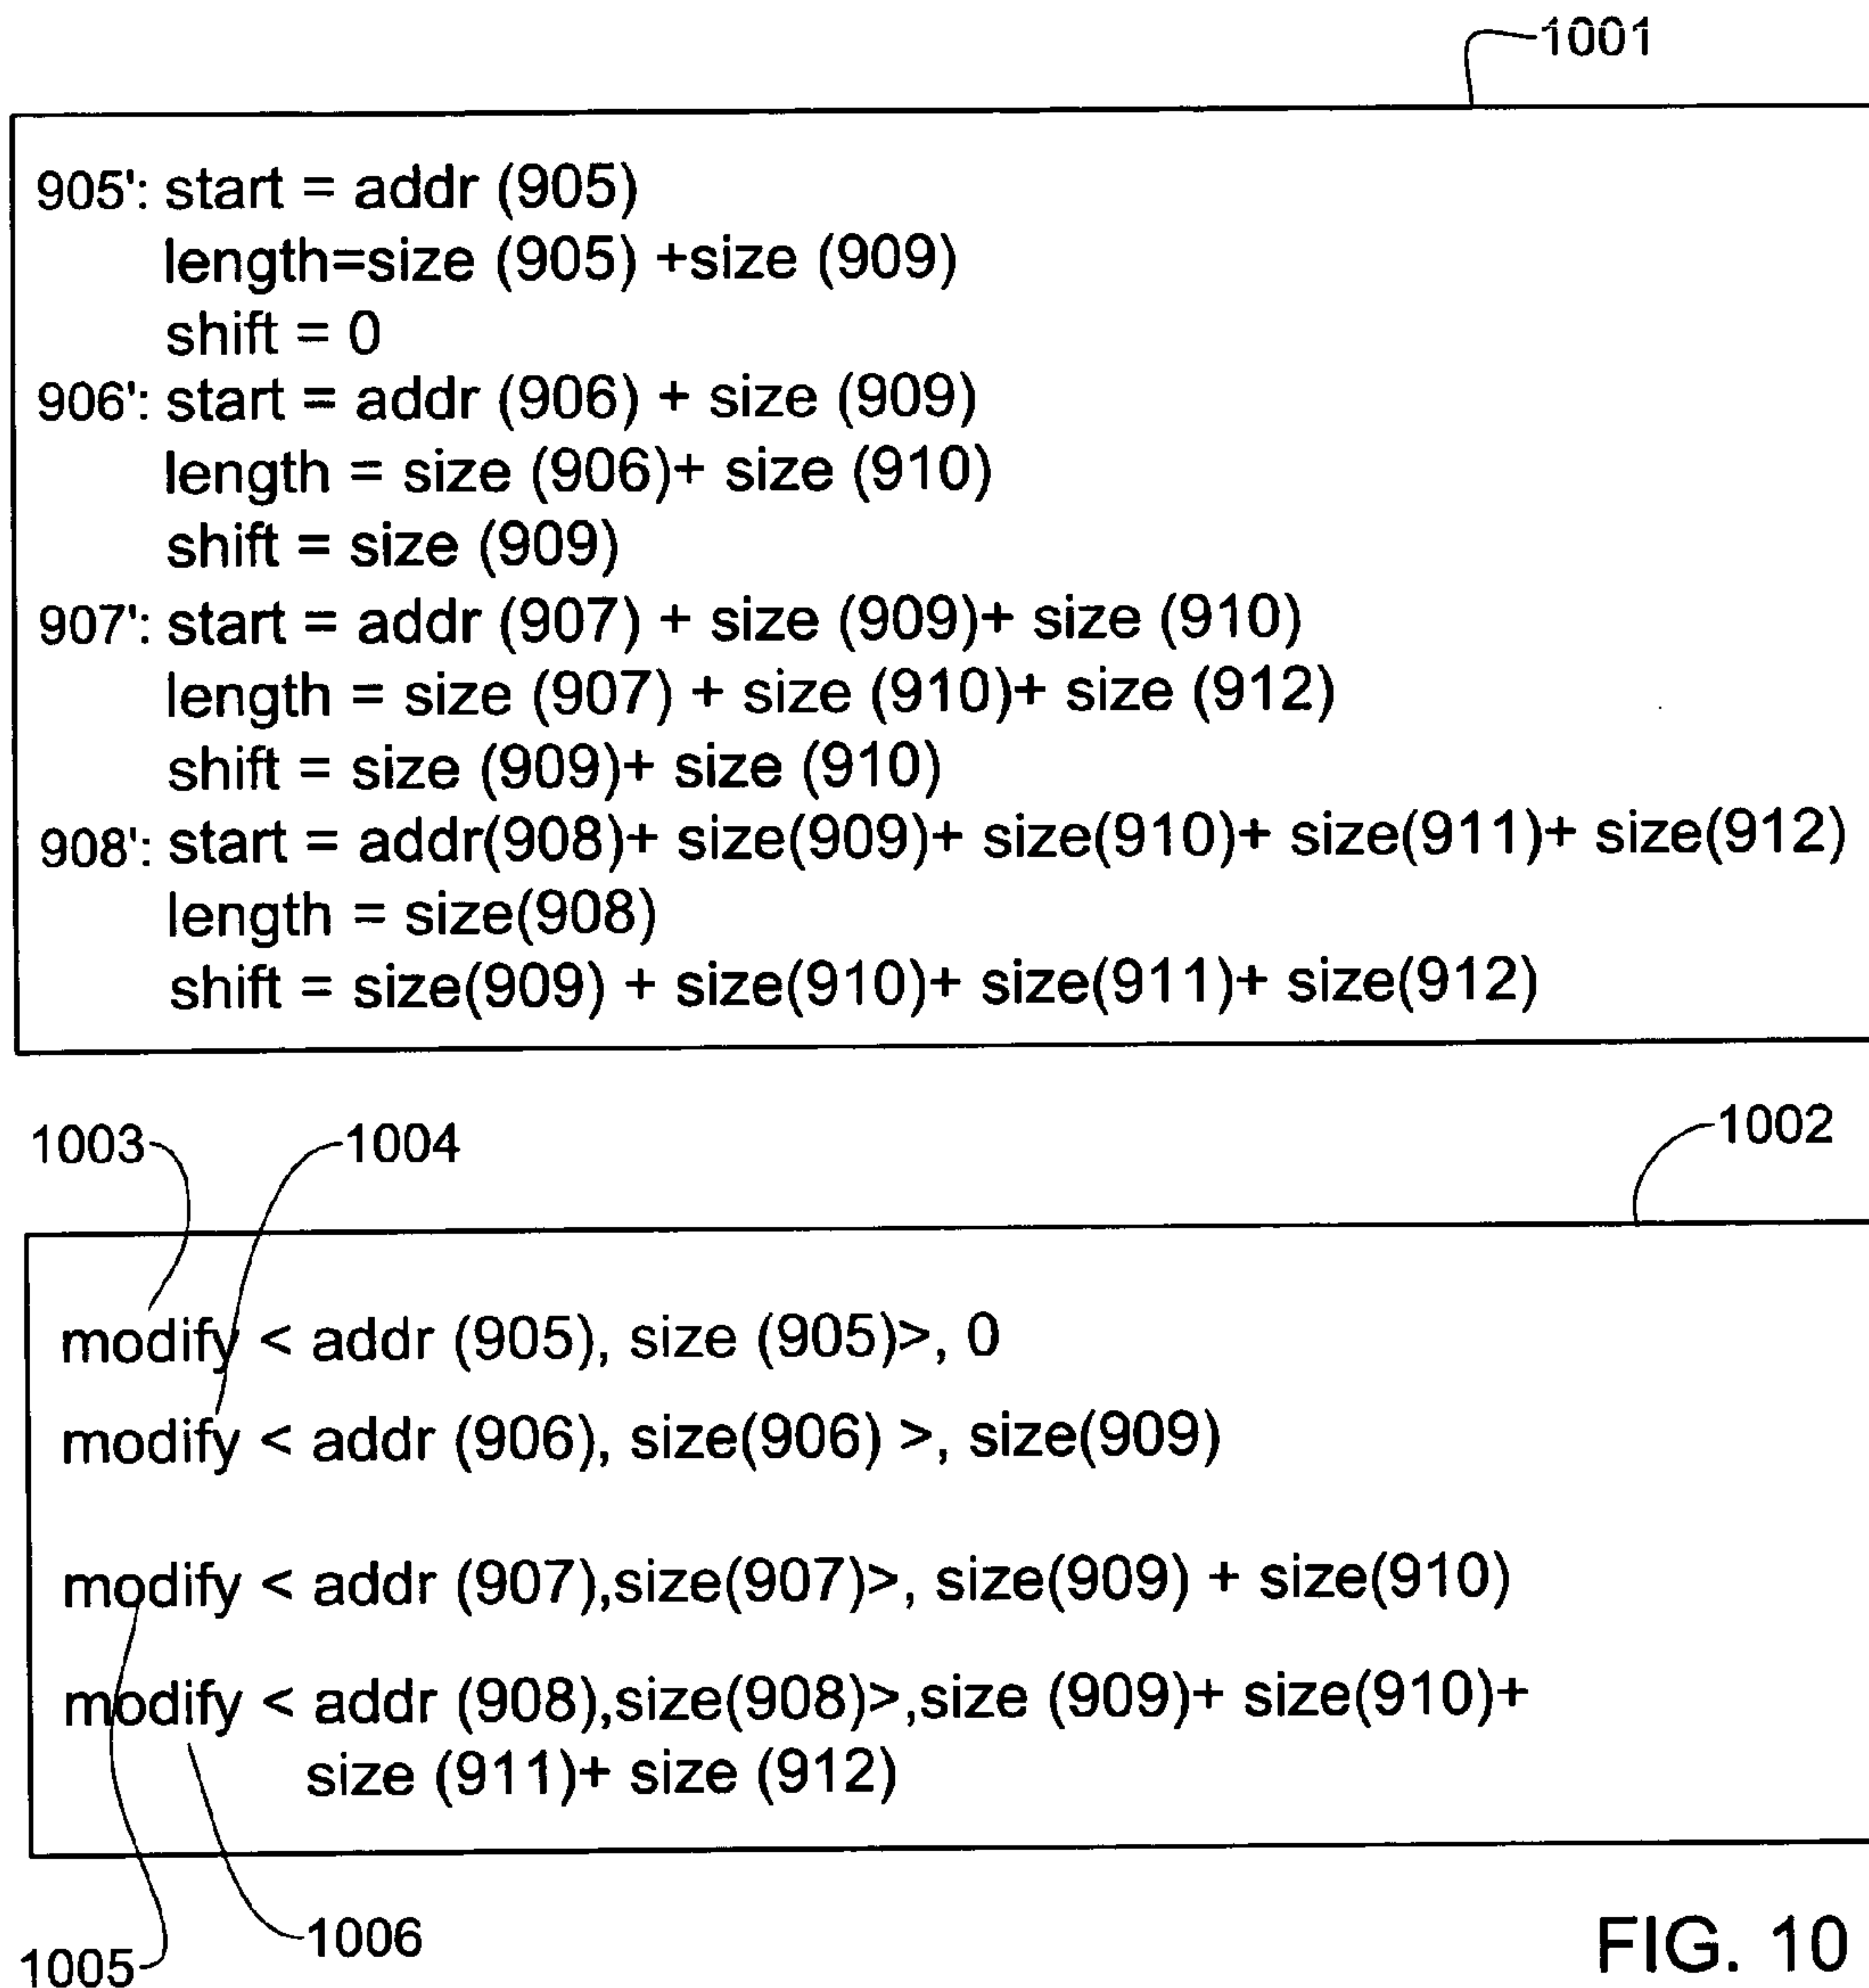 1001
905': start = addr (905)
length=size (905) +size (909)
shift = 0
906': start = addr (906) + size (909)
length = size (906)+ size (910)
shift = size (909)
907': start = addr (907) + size (909)+ size (910)
length = size (907) + size (910)+ size (912)
shift = size (909)+ size (910)
908': start = addr(908)+ size(909)+ size(910)+ size(911)+ size(912)
length = size(908)
shift = size(909) + size(910)+ size(911)+ size(912)
1003 1004 1002
modify < addr (905), size (905)>, 0
modify < addr (906), size(906) >, size(909)
modify < addr (907),size(907)>, size(909) + size(910)
modify < addr (908),size(908)>,size (909)+ size(910)+
size (911)+ size (912)
1005 1006
FIG. 10